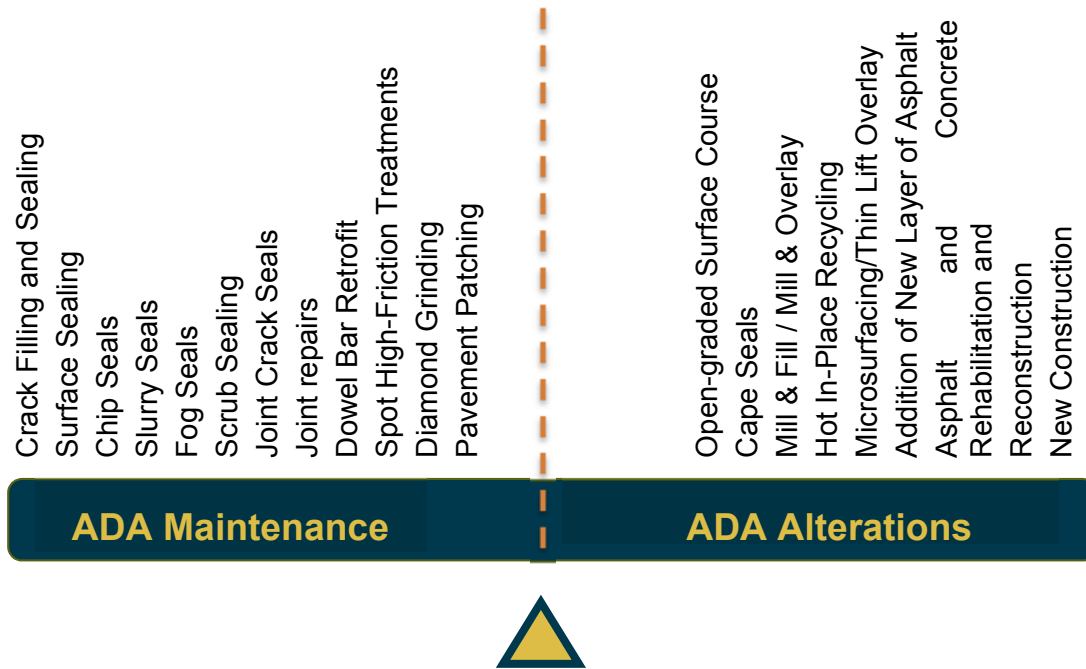 Crack Filling and Sealing
Surface Sealing
Chip Seals
Slurry Seals
Fog Seals
Scrub Sealing
Joint Crack Seals
Joint repairs
Dowel Bar Retrofit
Spot High-Friction Treatments
Diamond Grinding
Pavement Patching
Open-graded Surface Course
Cape Seals
Mill & Fill / Mill & Overlay
Hot In-Place Recycling
Microsurfacing/Thin Lift Overlay
Addition of New Layer of Asphalt
Asphalt and Concrete
Rehabilitation and
Reconstruction
New Construction
ADA Maintenance
ADA Alterations